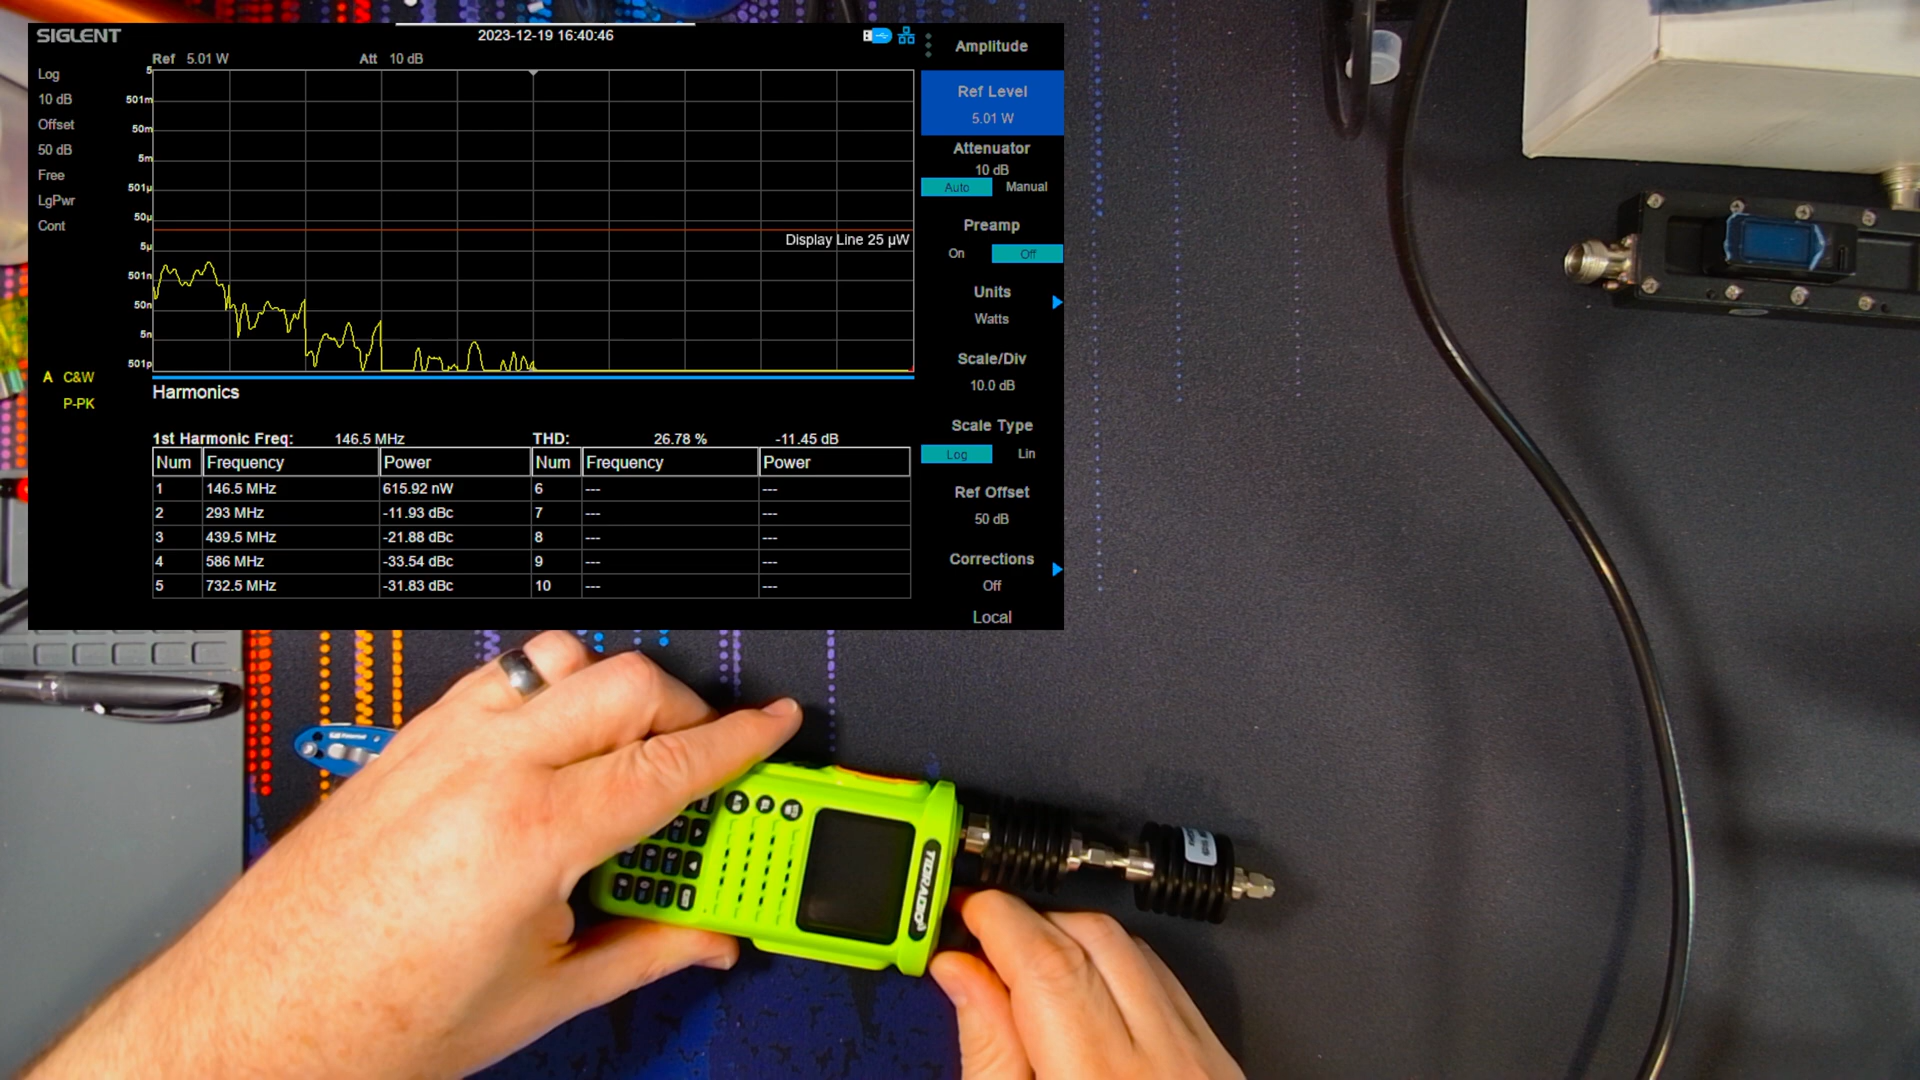 SIGLENT
2023-12-19 16:40:46
Ref 5.01 W
Att 10 dB
Log
10 dB
Offset
50 dB
Free
LgPwr
Cont
A C&W
P-PK
5
501m
50m
5m
501µ
50µ
5µ
501n
50n
5n
501p
Display Line 25 µW
Harmonics
1st Harmonic Freq: 146.5 MHz THD: 26.78 % -11.45 dB
Num Frequency Power Num Frequency Power
1 146.5 MHz 615.92 nW 6 --- ---
2 293 MHz -11.93 dBc 7 --- ---
3 439.5 MHz -21.88 dBc 8 --- ---
4 586 MHz -33.54 dBc 9 --- ---
5 732.5 MHz -31.83 dBc 10 --- ---
Amplitude
Ref Level
5.01 W
Attenuator
10 dB
Auto Manual
Preamp
On Off
Units
Watts
Scale/Div
10.0 dB
Scale Type
Log Lin
Ref Offset
50 dB
Corrections
Off
Local
TIDRADIO